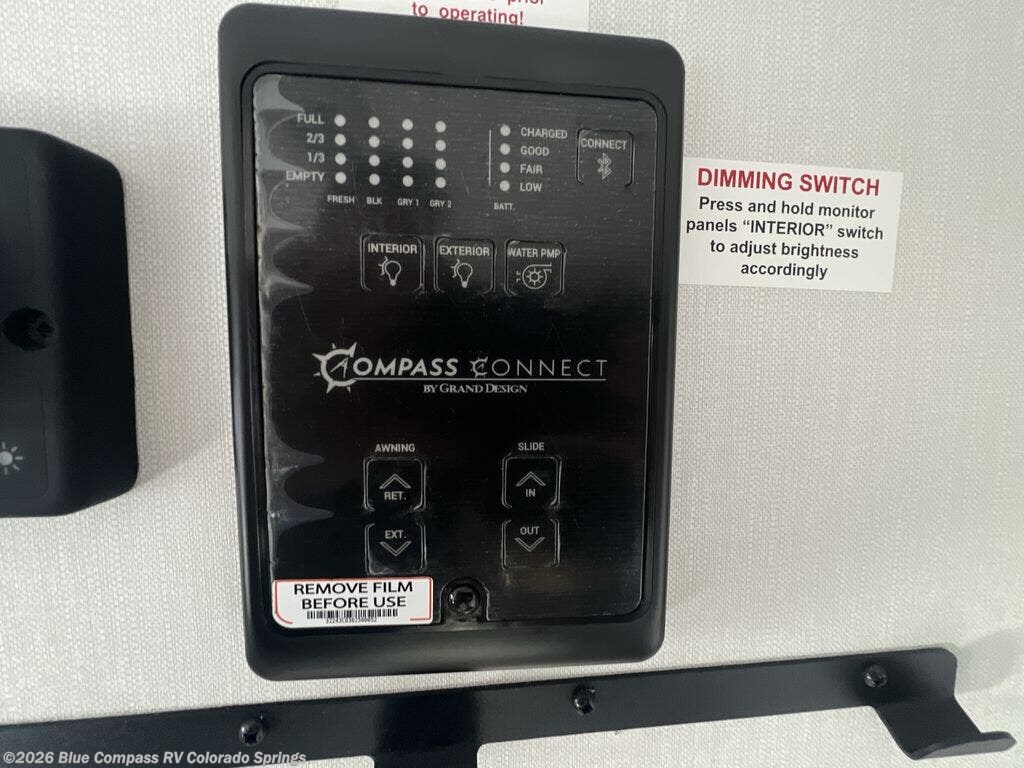 to operating!
FULL
2/3
1/3
EMPTY
FRESH BLK GRY 1 GRY 2
CHARGED
GOOD
FAIR
LOW
BATT.
CONNECT
DIMMING SWITCH
Press and hold monitor
panels “INTERIOR” switch
to adjust brightness
accordingly
INTERIOR EXTERIOR WATER PMP
COMPASS CONNECT
BY GRAND DESIGN
AWNING SLIDE
RET. IN
EXT. OUT
REMOVE FILM
BEFORE USE
©2026 Blue Compass RV Colorado Springs